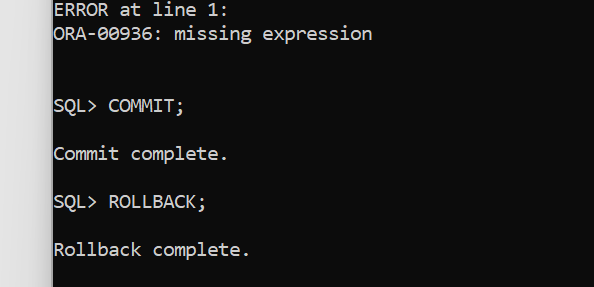 ERROR at line 1:
ORA-00936: missing expression
SQL> COMMIT;
Commit complete.
SQL> ROLLBACK;
Rollback complete.